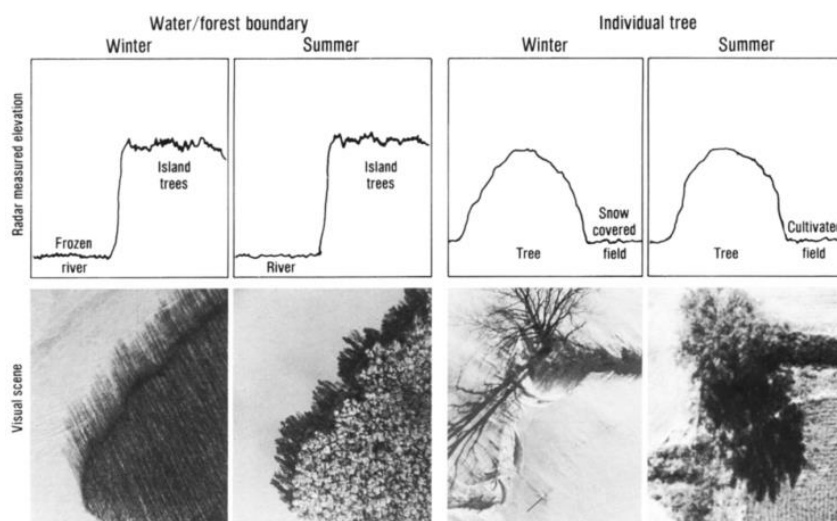 Water/forest boundary
Individual tree
Winter
Summer
Winter
Summer
Radar measured elevation
Island
trees
Frozen
river
Island
trees
River
Snow
covered
field
Tree
Cultivated
field
Tree
Visual scene